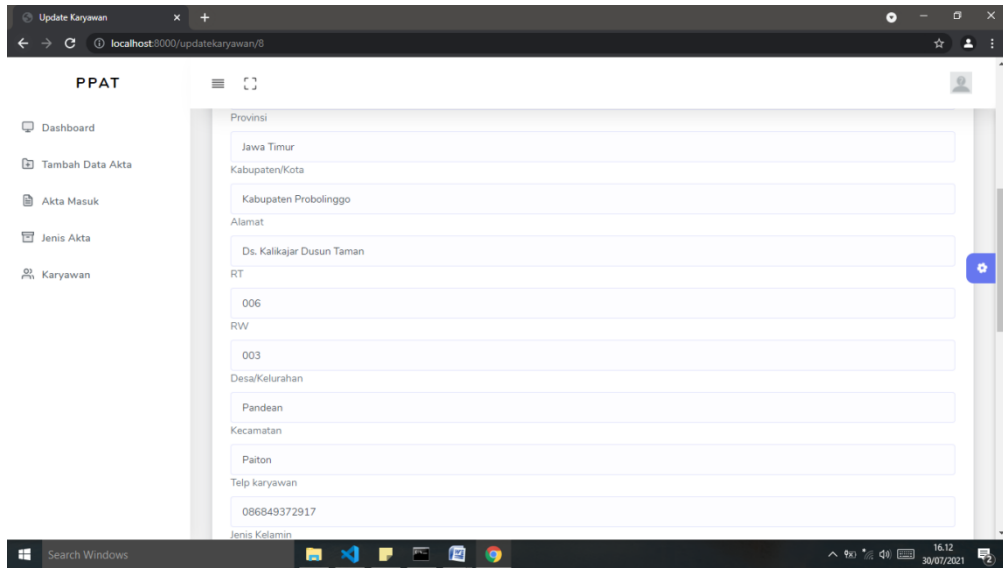 Update Karyawan
localhost:8000/updatekaryawan/8
PPAT
Dashboard
Tambah Data Akta
Akta Masuk
Jenis Akta
Karyawan
Provinsi
Jawa Timur
Kabupaten/Kota
Kabupaten Probolinggo
Alamat
Ds. Kalikajar Dusun Taman
RT
006
RW
003
Desa/Kelurahan
Pandean
Kecamatan
Paiton
Telp karyawan
086849372917
Jenis Kelamin
Search Windows
16.12
30/07/2021
2